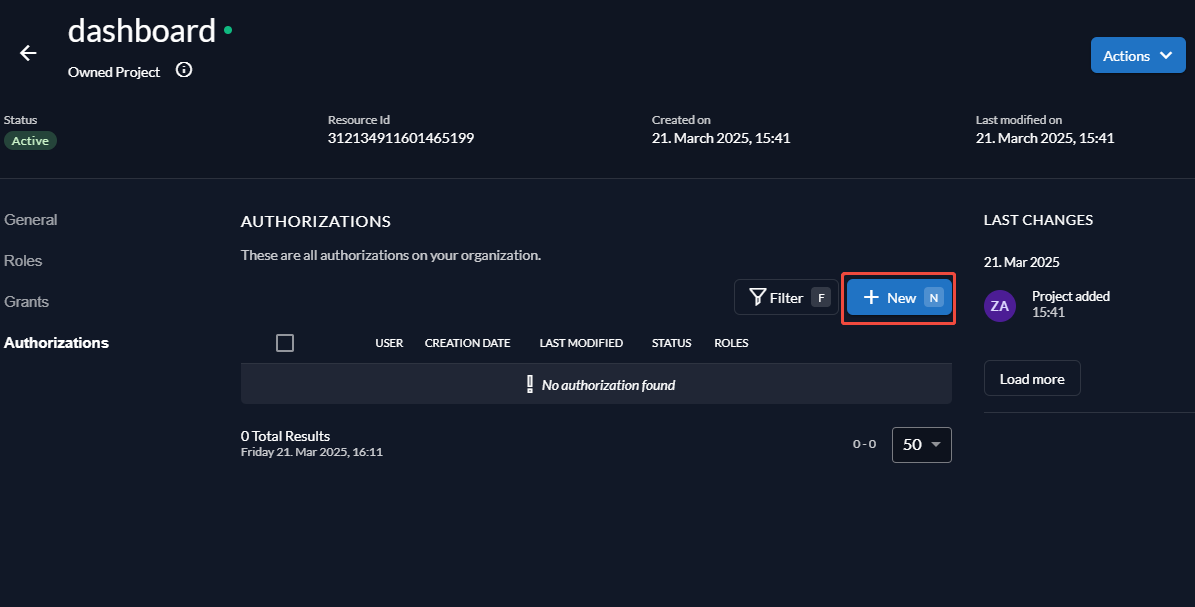 dashboard
Owned Project
Actions
Status
Active
Resource Id
312134911601465199
Created on
21. March 2025, 15:41
Last modified on
21. March 2025, 15:41
General
Roles
Grants
Authorizations
AUTHORIZATIONS
These are all authorizations on your organization.
Filter F
New N
USER CREATION DATE LAST MODIFIED STATUS ROLES
No authorization found
0 Total Results
Friday 21. Mar 2025, 16:11
0 - 0
50
LAST CHANGES
21. Mar 2025
ZA
Project added
15:41
Load more